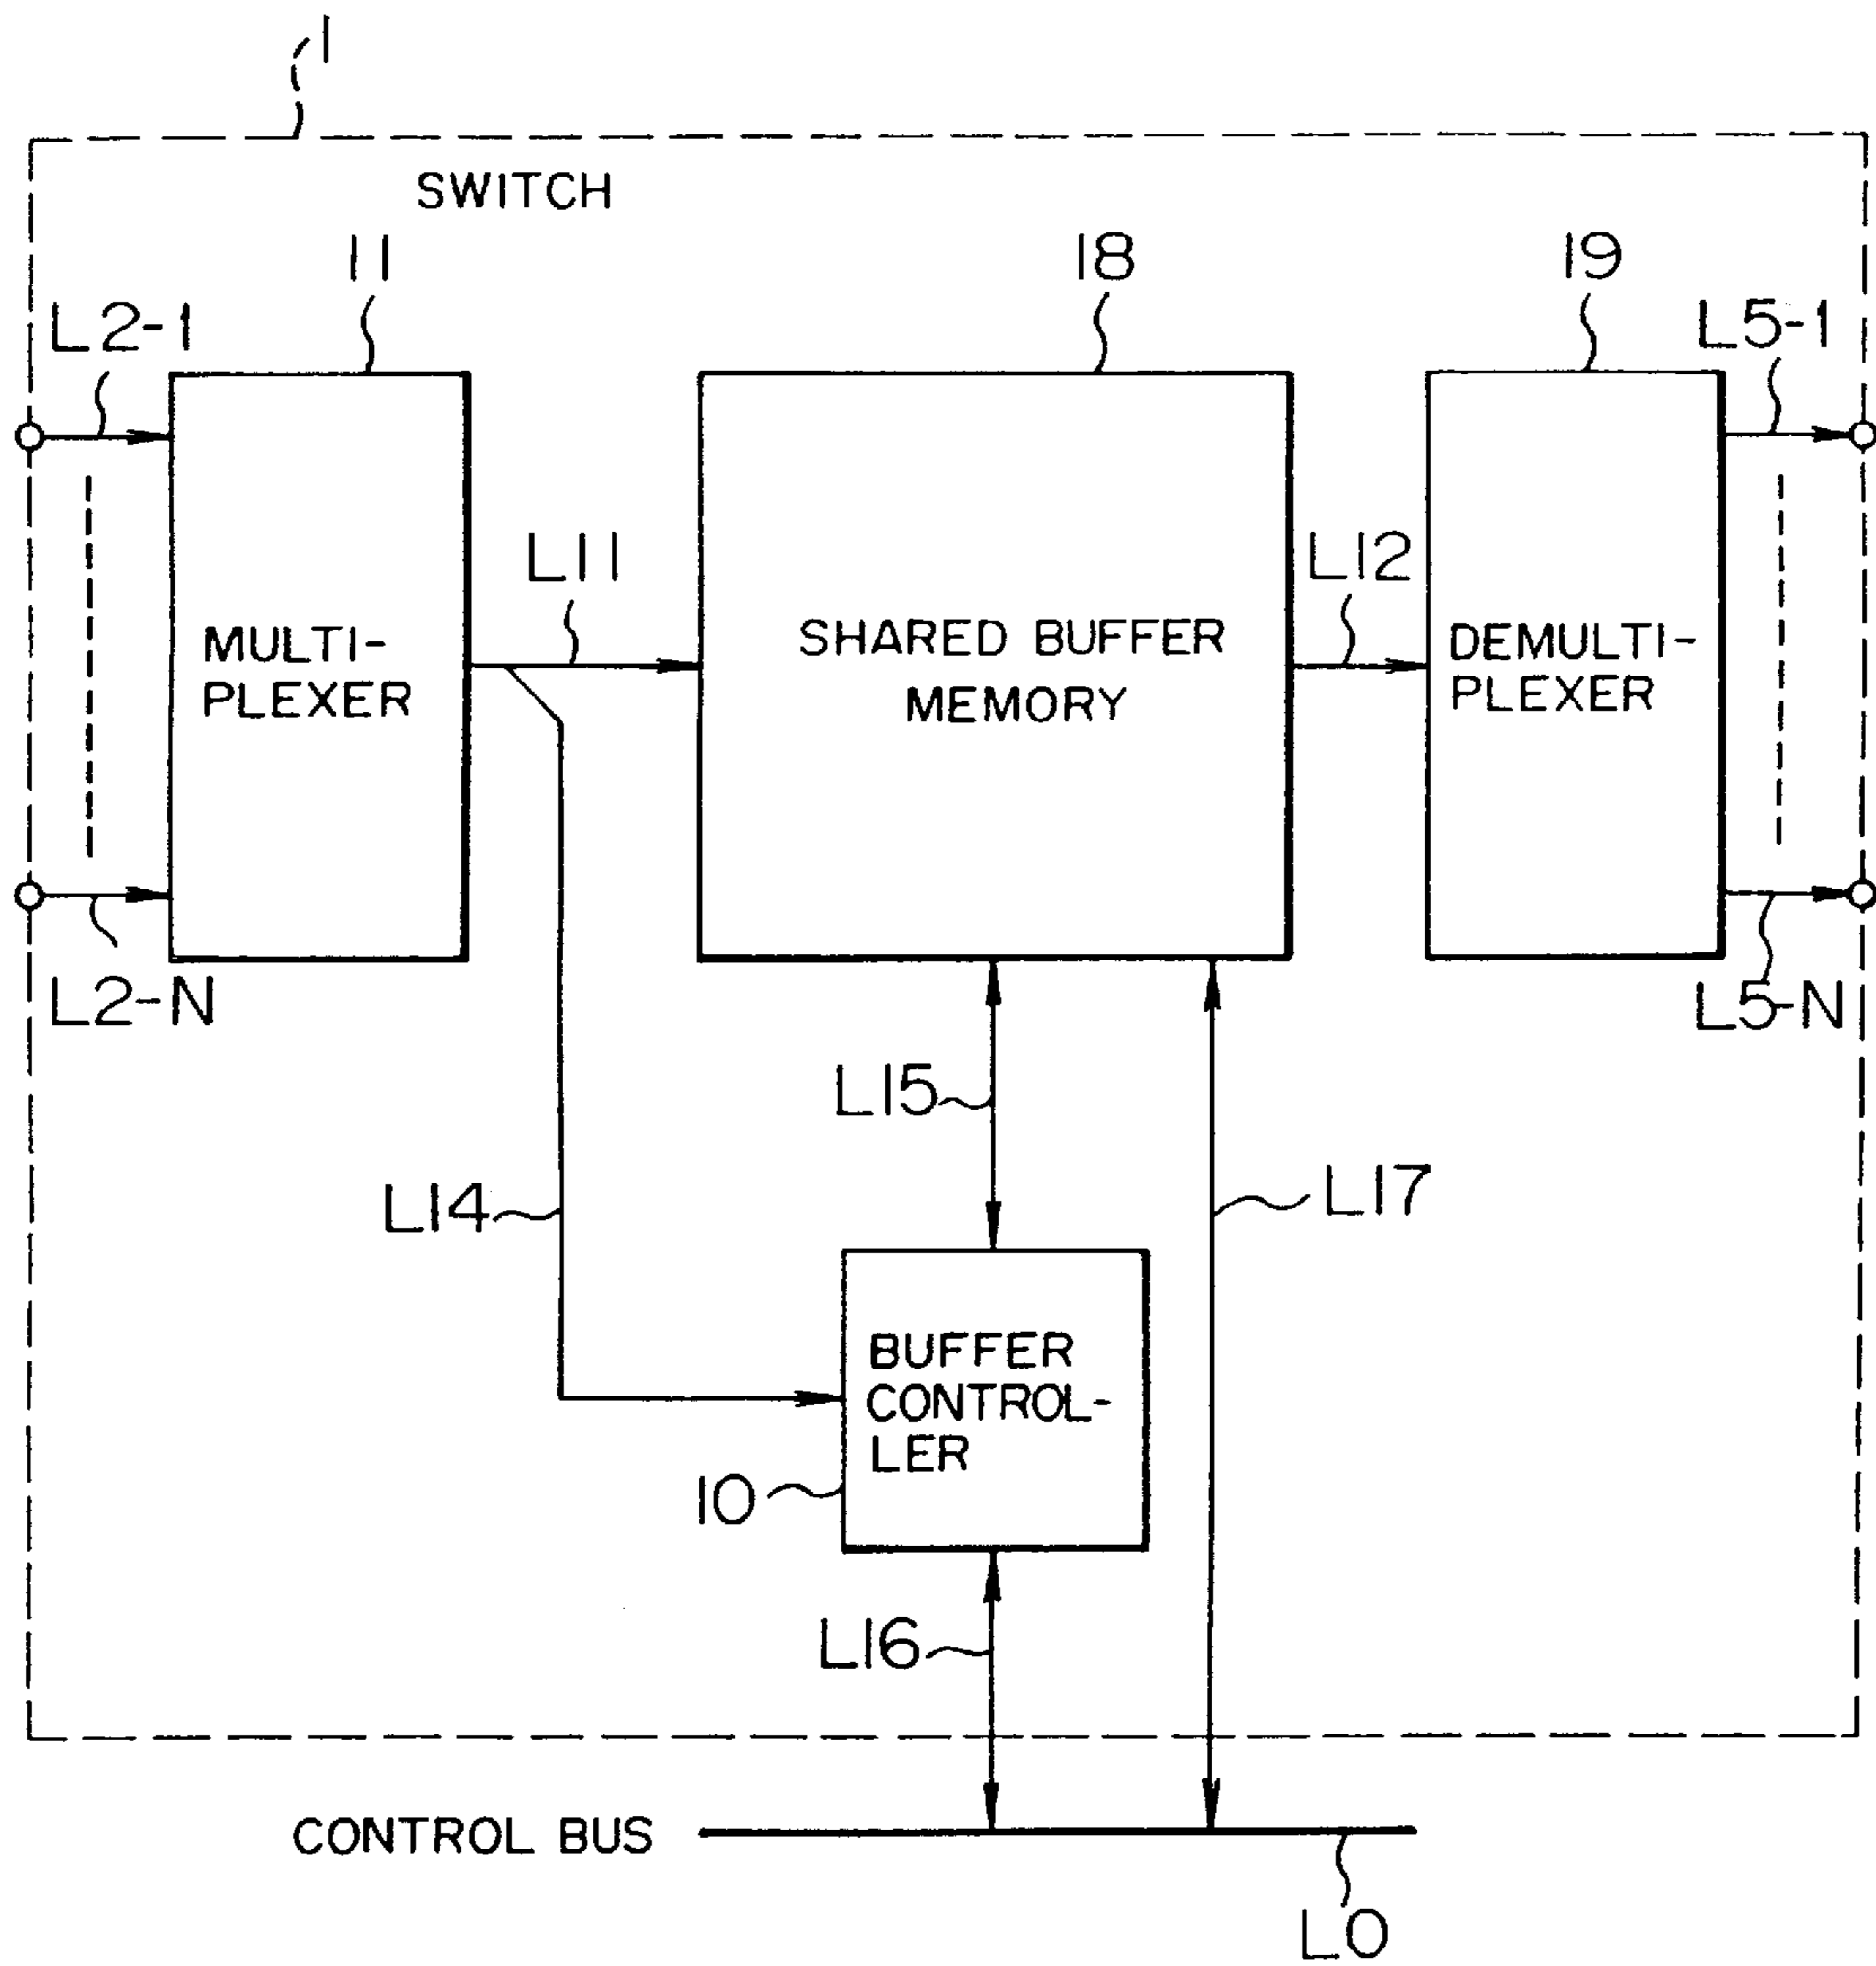 1
SWITCH
11
18
19
L2-1
L5-1
L11
L12
MULTI-
PLEXER
SHARED BUFFER
MEMORY
DEMULTI-
PLEXER
L2-N
L5-N
L15
L14
L17
BUFFER
CONTROL-
LER
10
L16
CONTROL BUS
L0